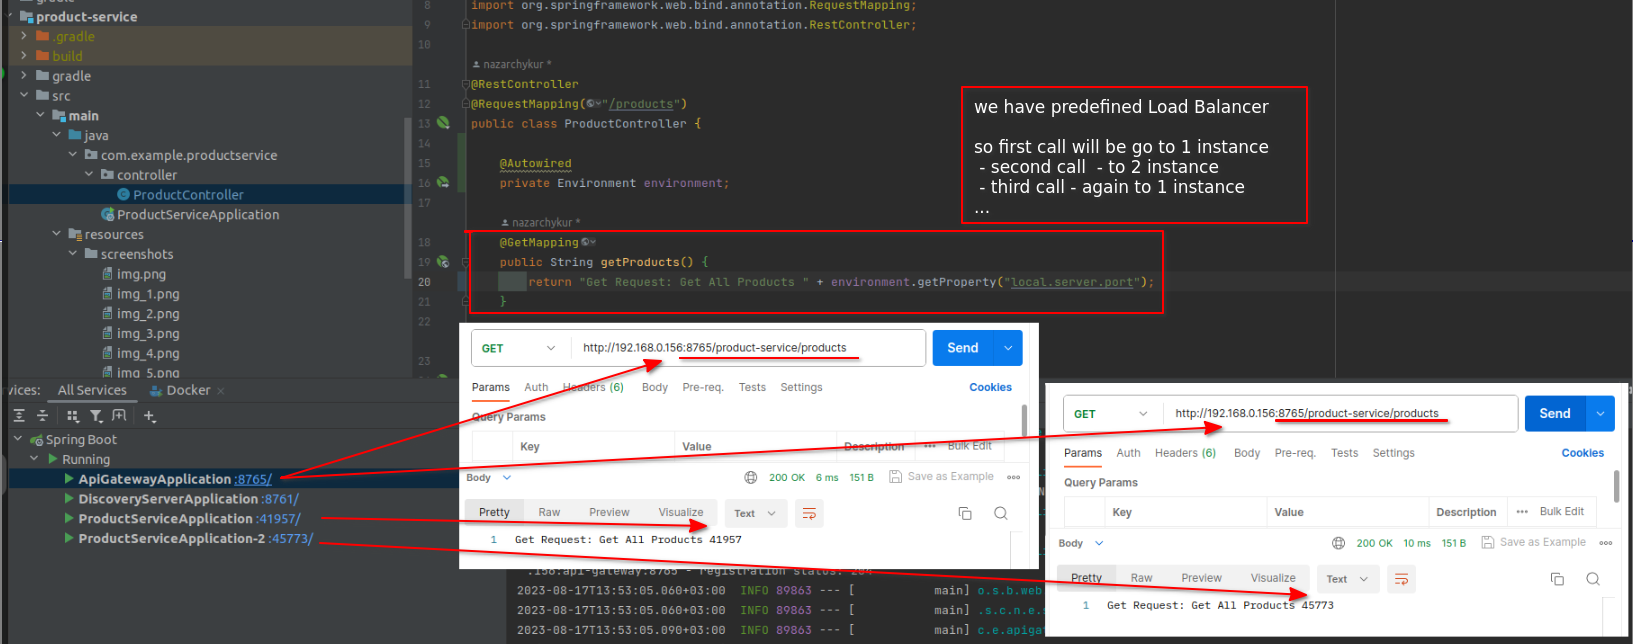 product-service
.gradle
build
gradle
src
main
java
com.example.productservice
controller
ProductController
ProductServiceApplication
resources
screenshots
img.png
img_1.png
img_2.png
img_3.png
img_4.png
img_5.png
8 import org.springframework.web.bind.annotation.RequestMapping;
9 import org.springframework.web.bind.annotation.RestController;
10
nazarchykur *
11 @RestController
12 @RequestMapping("/products")
13 public class ProductController {
14
15 @Autowired
16 private Environment environment;
17
nazarchykur *
18 @GetMapping
19 public String getProducts() {
20 return "Get Request: Get All Products " + environment.getProperty("local.server.port");
21 }
22
23
we have predefined Load Balancer
so first call will be go to 1 instance
- second call - to 2 instance
- third call - again to 1 instance
...
vices: All Services Docker
Spring Boot
Running
ApiGatewayApplication :8765/
DiscoveryServerApplication :8761/
ProductServiceApplication :41957/
ProductServiceApplication-2 :45773/
GET http://192.168.0.156:8765/product-service/products Send
Params Auth Headers (6) Body Pre-req. Tests Settings Cookies
Query Params
Key Value Description Bulk Edit
Body 200 OK 6 ms 151 B Save as Example
Pretty Raw Preview Visualize Text
1 Get Request: Get All Products 41957
GET http://192.168.0.156:8765/product-service/products Send
Params Auth Headers (6) Body Pre-req. Tests Settings Cookies
Query Params
Key Value Description Bulk Edit
Body 200 OK 10 ms 151 B Save as Example
Pretty Raw Preview Visualize Text
1 Get Request: Get All Products 45773
.156:api-gateway:8765 - registration status: 204
2023-08-17T13:53:05.060+03:00 INFO 89863 --- [ main] o.s.b.web
2023-08-17T13:53:05.060+03:00 INFO 89863 --- [ main] .s.c.n.e.s
2023-08-17T13:53:05.090+03:00 INFO 89863 --- [ main] c.e.apiga